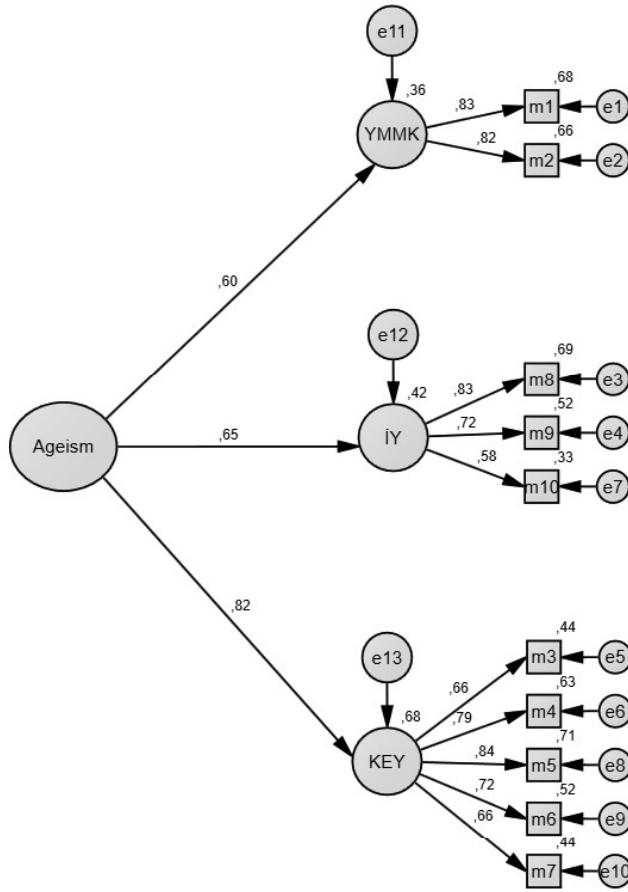 e11
,36
YMMK
,83
,82
,68
m1
e1
,66
m2
e2
,60
e12
,42
İY
,83
,72
,58
,69
m8
e3
,52
m9
e4
,33
m10
e7
Ageism
,65
,82
e13
,68
KEY
,66
,79
,84
,72
,66
,44
m3
e5
,63
m4
e6
,71
m5
e8
,52
m6
e9
,44
m7
e10